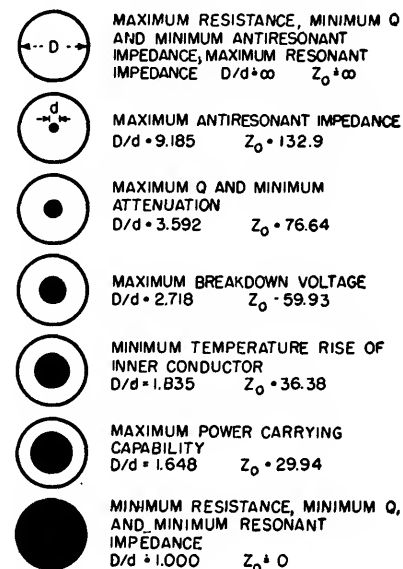 D
MAXIMUM RESISTANCE, MINIMUM Q
AND MINIMUM ANTIRESONANT
IMPEDANCE, MAXIMUM RESONANT
IMPEDANCE D/d ≐ ∞ Z₀ ≐ ∞
d
MAXIMUM ANTIRESONANT IMPEDANCE
D/d = 9.185 Z₀ = 132.9
MAXIMUM Q AND MINIMUM
ATTENUATION
D/d = 3.592 Z₀ = 76.64
MAXIMUM BREAKDOWN VOLTAGE
D/d = 2.718 Z₀ = 59.93
MINIMUM TEMPERATURE RISE OF
INNER CONDUCTOR
D/d = 1.835 Z₀ = 36.38
MAXIMUM POWER CARRYING
CAPABILITY
D/d = 1.648 Z₀ = 29.94
MINIMUM RESISTANCE, MINIMUM Q,
AND MINIMUM RESONANT
IMPEDANCE
D/d ≐ 1.000 Z₀ ≐ 0